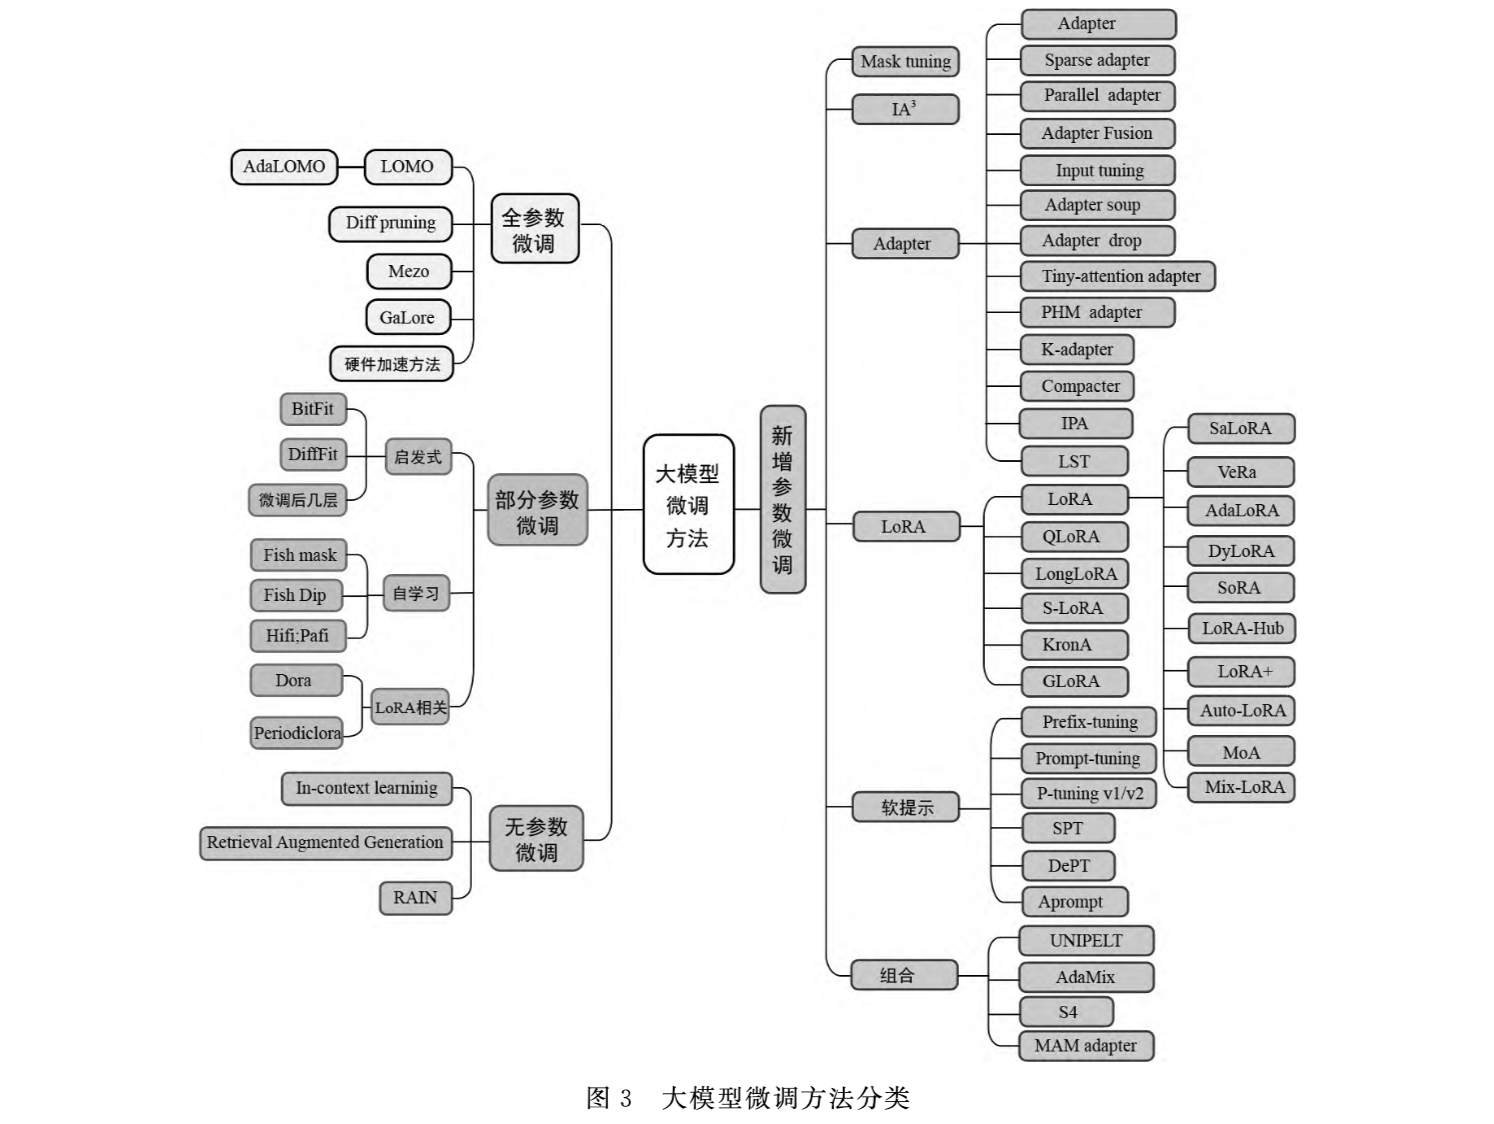 AdaLOMO
LOMO
Diff pruning
Mezo
GaLore
硬件加速方法
全参数
微调
BitFit
DiffFit
微调后几层
启发式
Fish mask
Fish Dip
Hifi;Pafi
自学习
Dora
Periodiclora
LoRA相关
部分参数
微调
In-context learninig
Retrieval Augmented Generation
RAIN
无参数
微调
大模型
微调
方法
新
增
参
数
微
调
Mask tuning
IA³
Adapter
Adapter
Sparse adapter
Parallel adapter
Adapter Fusion
Input tuning
Adapter soup
Adapter drop
Tiny-attention adapter
PHM adapter
K-adapter
Compacter
IPA
LST
LoRA
LoRA
QLoRA
LongLoRA
S-LoRA
KronA
GLoRA
SaLoRA
VeRa
AdaLoRA
DyLoRA
SoRA
LoRA-Hub
LoRA+
Auto-LoRA
MoA
Mix-LoRA
软提示
Prefix-tuning
Prompt-tuning
P-tuning v1/v2
SPT
DePT
Aprompt
组合
UNIPELT
AdaMix
S4
MAM adapter
图 3 大模型微调方法分类